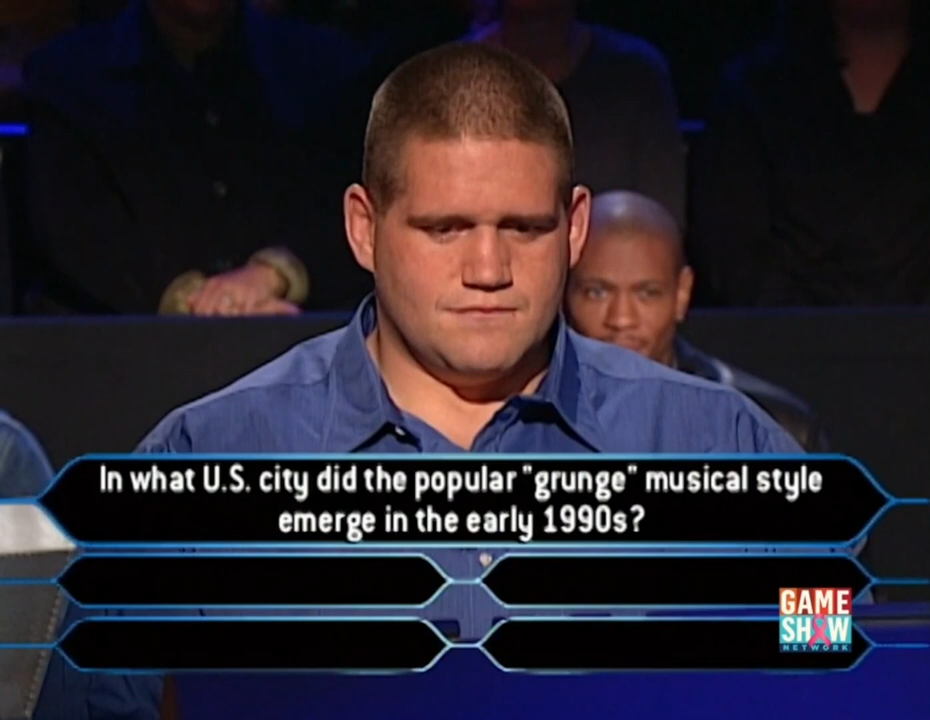 In what U.S. city did the popular "grunge" musical style
emerge in the early 1990s?
GAME
SHOW
NETWORK